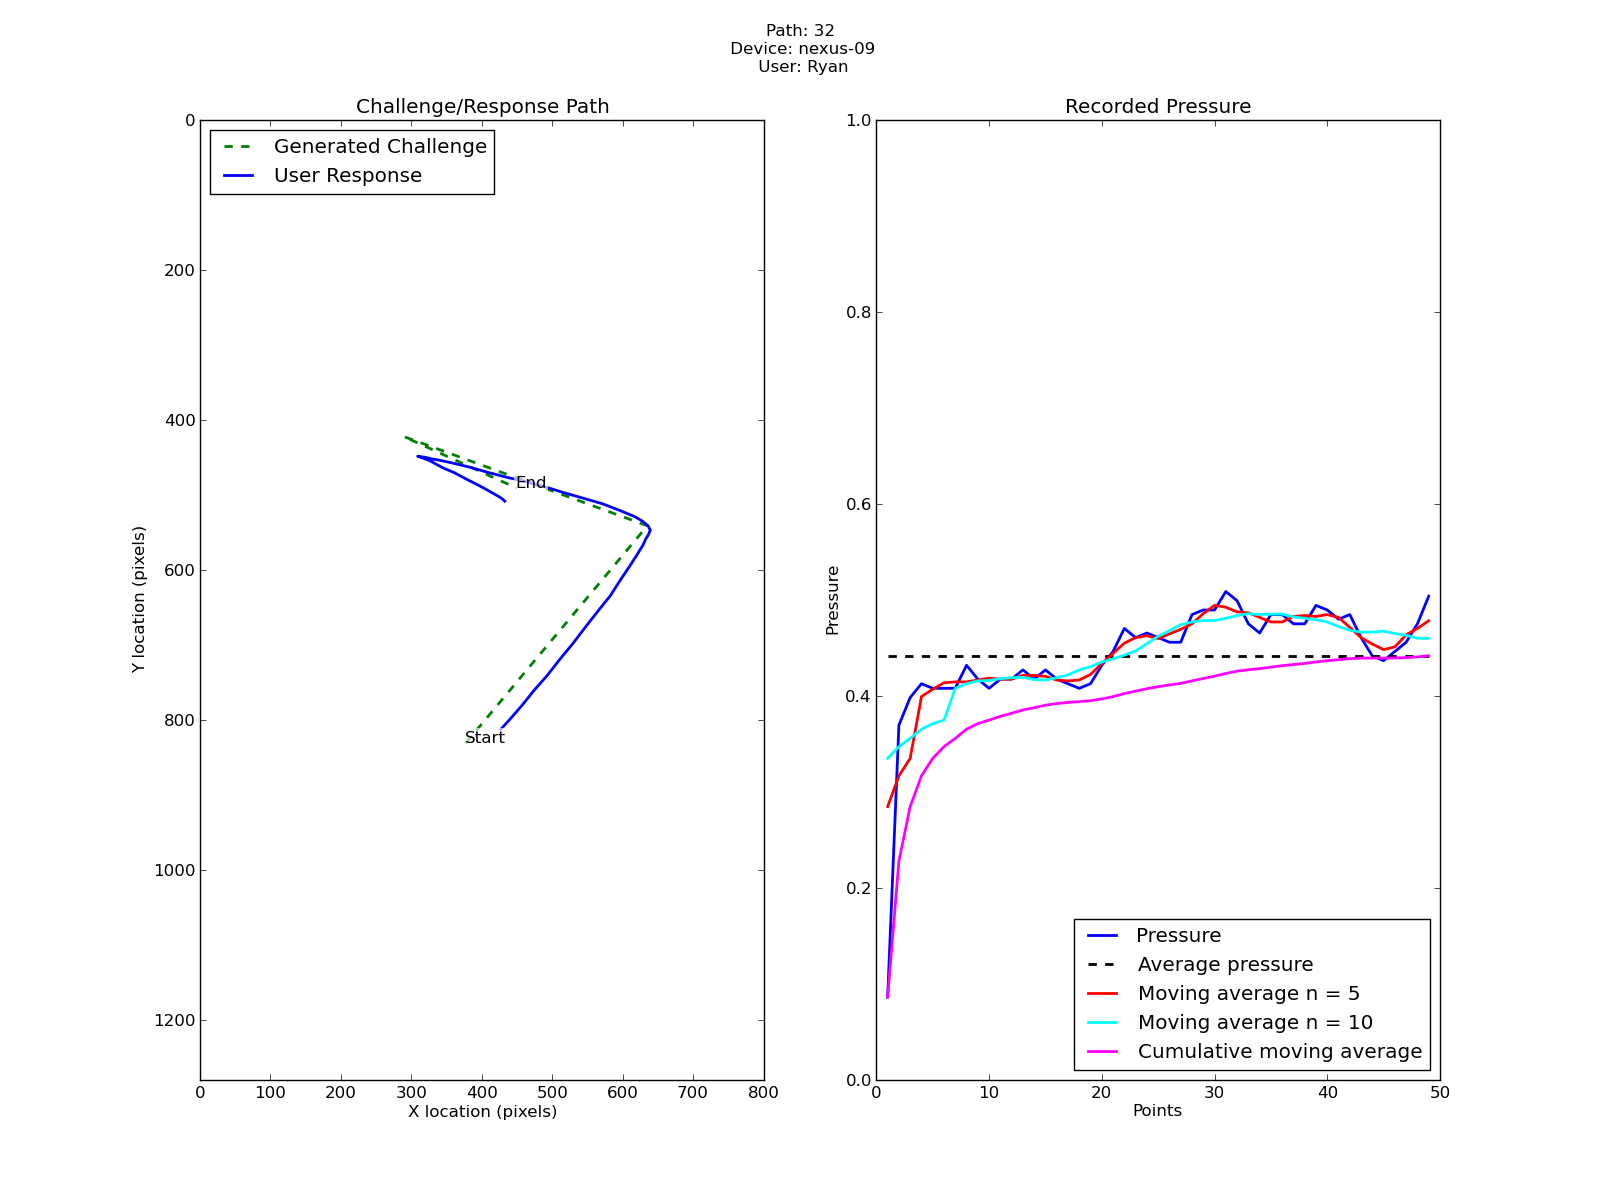 Path: 32
Device: nexus-09
User: Ryan
Challenge/Response Path
Generated Challenge
User Response
0
200
400
600
800
1000
1200
Y location (pixels)
End
Start
0 100 200 300 400 500 600 700 800
X location (pixels)
Recorded Pressure
1.0
0.8
0.6
0.4
0.2
0.0
Pressure
Pressure
Average pressure
Moving average n = 5
Moving average n = 10
Cumulative moving average
0 10 20 30 40 50
Points